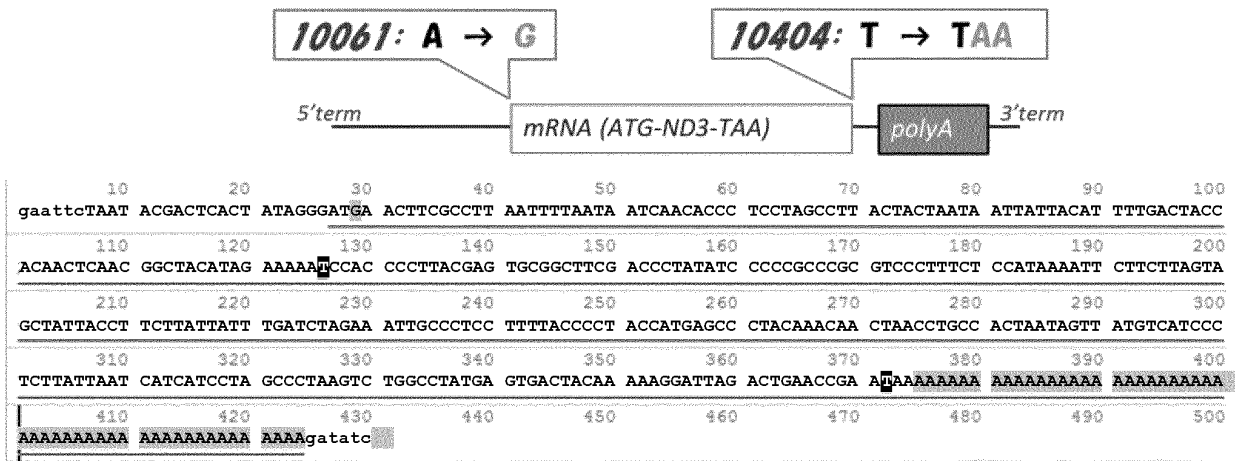 10061: A → G
10404: T → TAA
5'term
mRNA (ATG-ND3-TAA)
polyA
3'term
10 20 30 40 50 60 70 80 90 100
gaattcTAAT ACGACTCACT ATAGGGATGA ACTTCGCCTT AATTTTAATA ATCAACACCC TCCTAGCCTT ACTACTAATA ATTATTACAT TTTGACTACC
110 120 130 140 150 160 170 180 190 200
ACAACTCAAC GGCTACATAG AAAAATCCAC CCCTTACGAG TGCGGCTTCG ACCCTATATC CCCCGCCCGC GTCCCTTTCT CCATAAAATT CTTCTTAGTA
210 220 230 240 250 260 270 280 290 300
GCTATTACCT TCTTATTATT TGATCTAGAA ATTGCCCTCC TTTTACCCCT ACCATGAGCC CTACAAACAA CTAACCTGCC ACTAATAGTT ATGTCATCCC
310 320 330 340 350 360 370 380 390 400
TCTTATTAAT CATCATCCTA GCCCTAAGTC TGGCCTATGA GTGACTACAA AAAGGATTAG ACTGAACCGA ATAAAAAAAA AAAAAAAAAA AAAAAAAAAA
410 420 430 440 450 460 470 480 490 500
AAAAAAAAAA AAAAAAAAAA AAAAgatatc